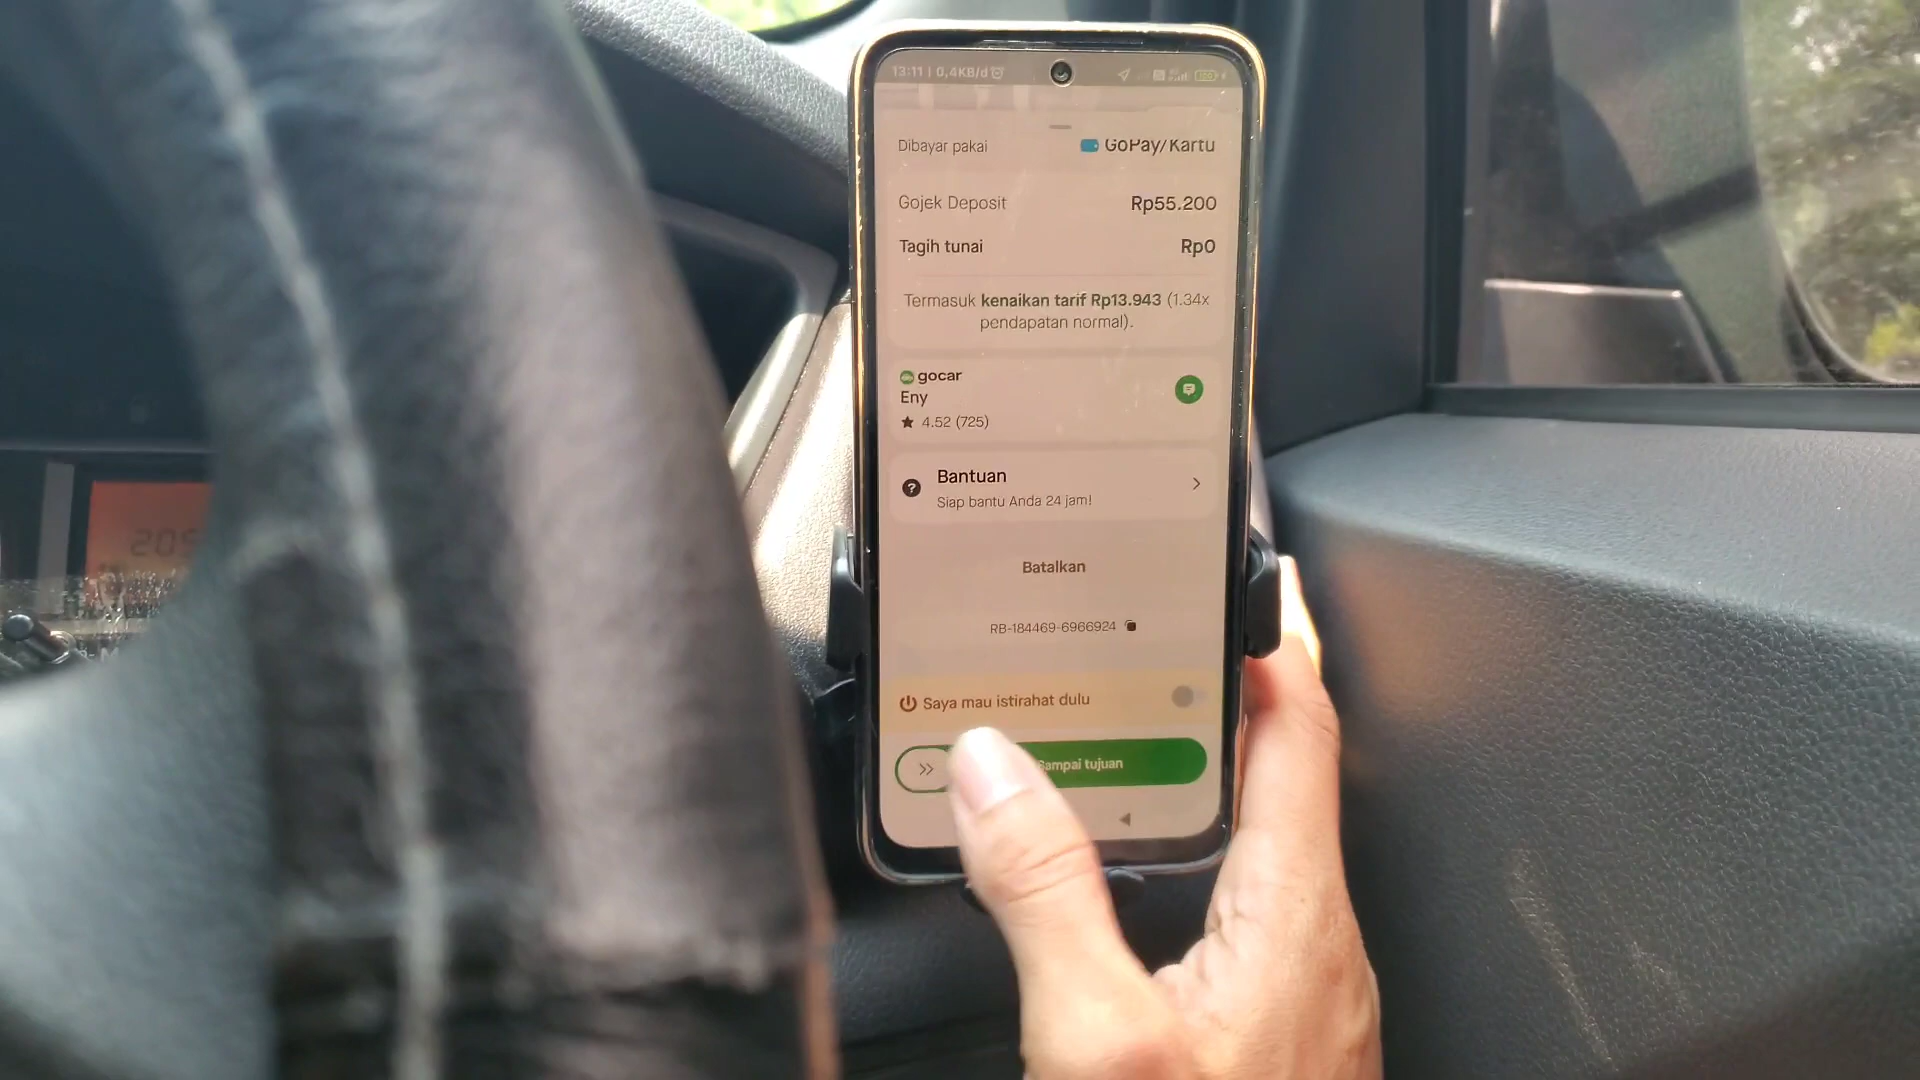 13:11 | 0,4KB/d
Dibayar pakai GoPay/Kartu
Gojek Deposit Rp55.200
Tagih tunai Rp0
Termasuk kenaikan tarif Rp13.943 (1.34x
pendapatan normal).
gocar
Eny
4.52 (725)
Bantuan
Siap bantu Anda 24 jam!
Batalkan
RB-184469-6966924
Saya mau istirahat dulu
Sampai tujuan